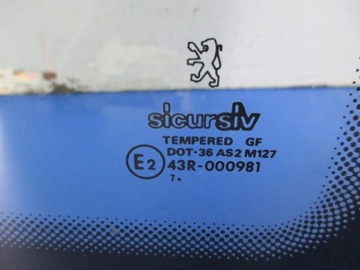 sicursiv
TEMPERED GF
DOT-36 AS2 M127
E2 43R-000981
7.